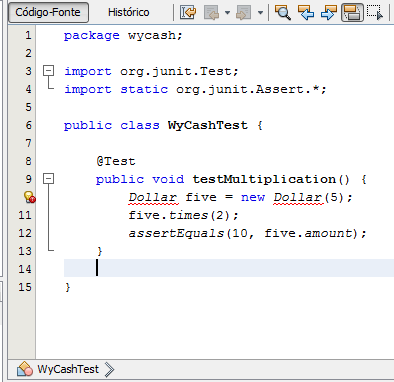 Código-Fonte Histórico
1 package wycash;
2
3 import org.junit.Test;
4 import static org.junit.Assert.*;
5
6 public class WyCashTest {
7
8 @Test
9 public void testMultiplication() {
Dollar five = new Dollar(5);
11 five.times(2);
12 assertEquals(10, five.amount);
13 }
14
15 }
WyCashTest